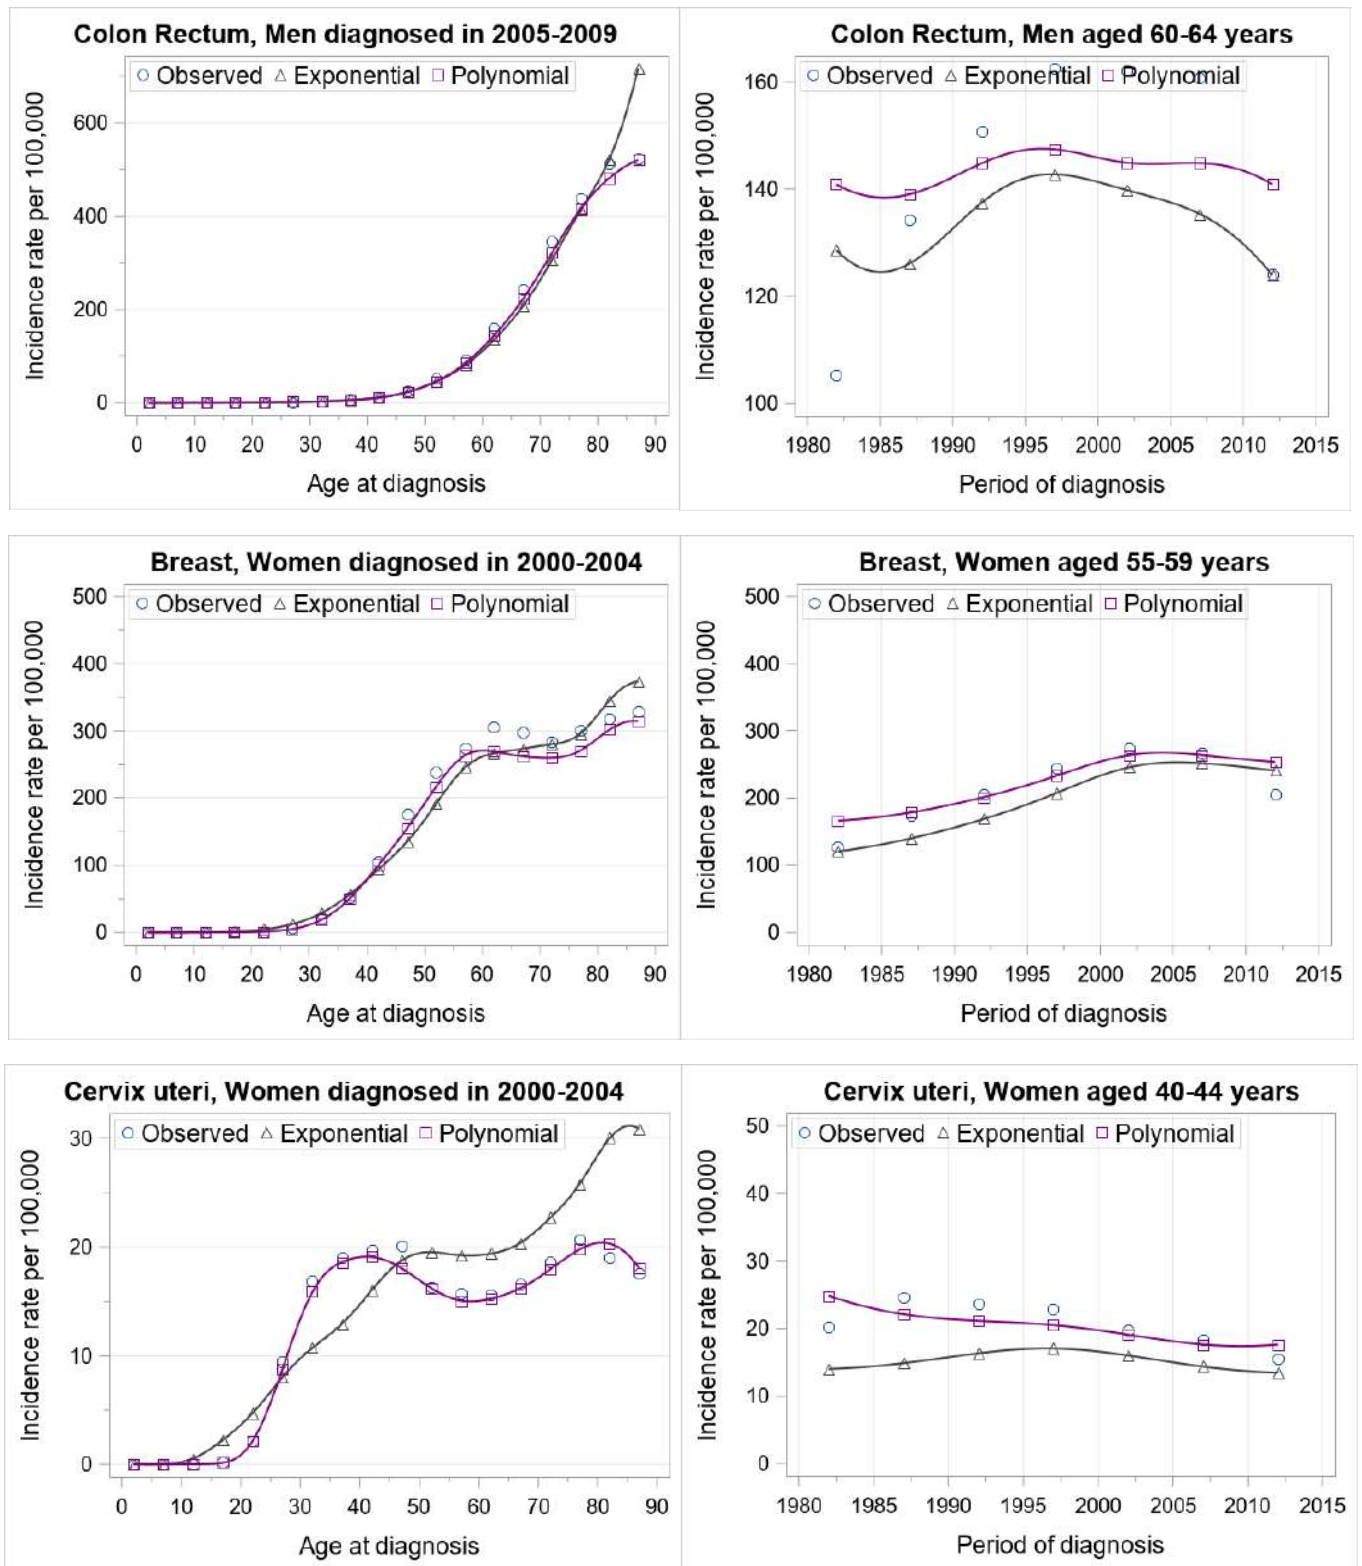 Colon Rectum, Men diagnosed in 2005-2009
Observed Exponential Polynomial
Incidence rate per 100,000
600
400
200
0
0 10 20 30 40 50 60 70 80 90
Age at diagnosis
Colon Rectum, Men aged 60-64 years
Observed Exponential Polynomial
Incidence rate per 100,000
160
140
120
100
1980 1985 1990 1995 2000 2005 2010 2015
Period of diagnosis
Breast, Women diagnosed in 2000-2004
Observed Exponential Polynomial
Incidence rate per 100,000
500
400
300
200
100
0
0 10 20 30 40 50 60 70 80 90
Age at diagnosis
Breast, Women aged 55-59 years
Observed Exponential Polynomial
Incidence rate per 100,000
500
400
300
200
100
0
1980 1985 1990 1995 2000 2005 2010 2015
Period of diagnosis
Cervix uteri, Women diagnosed in 2000-2004
Observed Exponential Polynomial
Incidence rate per 100,000
30
20
10
0
0 10 20 30 40 50 60 70 80 90
Age at diagnosis
Cervix uteri, Women aged 40-44 years
Observed Exponential Polynomial
Incidence rate per 100,000
50
40
30
20
10
0
1980 1985 1990 1995 2000 2005 2010 2015
Period of diagnosis